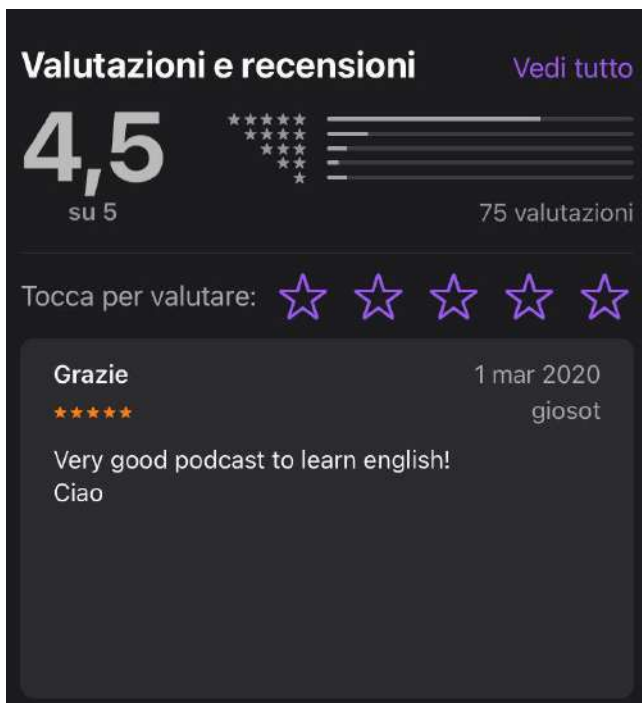 Valutazioni e recensioni
Vedi tutto
4,5
su 5
75 valutazioni
Tocca per valutare:
Grazie
1 mar 2020
giosot
Very good podcast to learn english!
Ciao